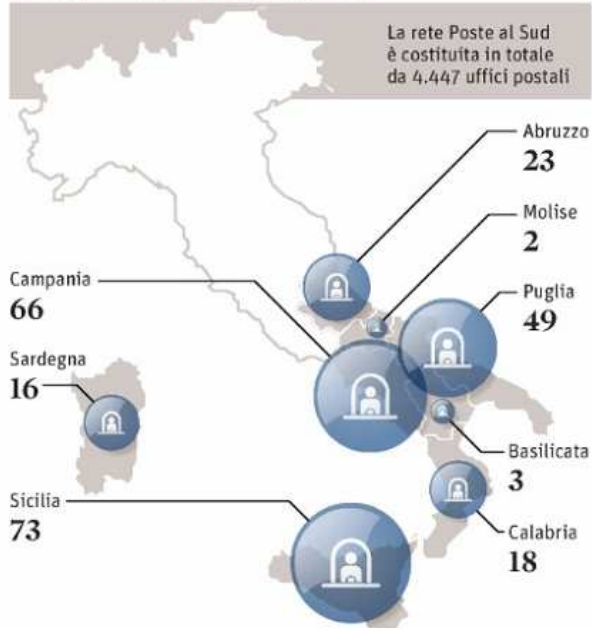 La rete Poste al Sud
è costituita in totale
da 4.447 uffici postali
Abruzzo
23
Molise
2
Campania
66
Puglia
49
Sardegna
16
Basilicata
3
Sicilia
73
Calabria
18